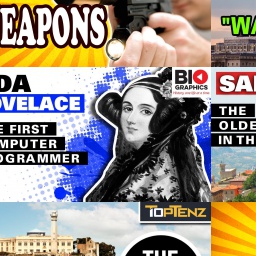 EAPONS
"WA
DA
OVELACE
E FIRST
OMPUTER
OGRAMMER
BIO
GRAPHICS
SA
THE
OLDE
IN TH
TOPTENZ
THE